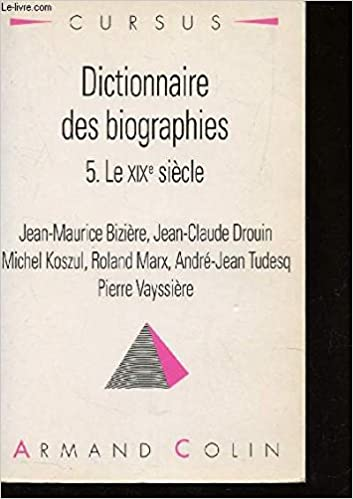 Le-livre.com
CURSUS
Dictionnaire
des biographies
5. Le XIXe siècle
Jean-Maurice Bizière, Jean-Claude Drouin
Michel Koszul, Roland Marx, André-Jean Tudesq
Pierre Vayssière
ARMAND COLIN